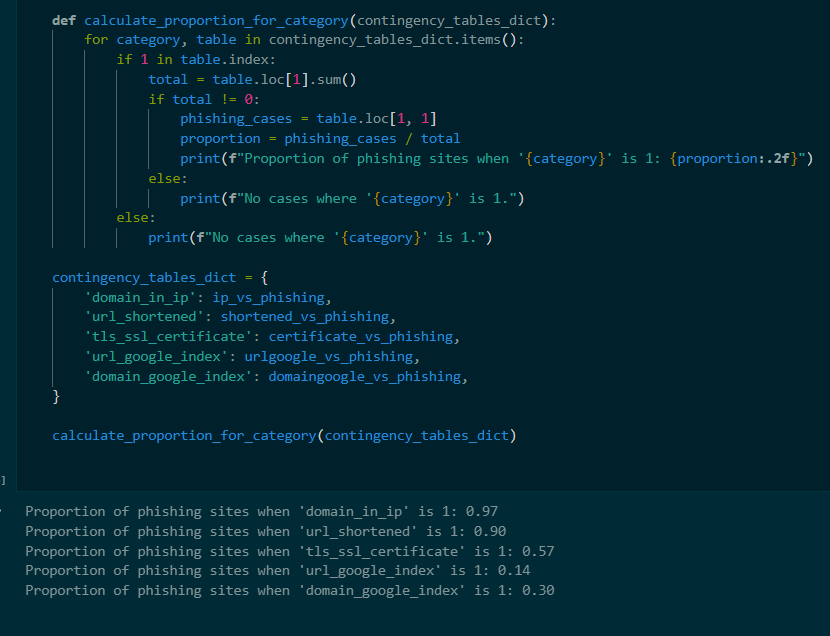 def calculate_proportion_for_category(contingency_tables_dict):
    for category, table in contingency_tables_dict.items():
        if 1 in table.index:
            total = table.loc[1].sum()
            if total != 0:
                phishing_cases = table.loc[1, 1]
                proportion = phishing_cases / total
                print(f"Proportion of phishing sites when '{category}' is 1: {proportion:.2f}")
            else:
                print(f"No cases where '{category}' is 1.")
        else:
            print(f"No cases where '{category}' is 1.")
contingency_tables_dict = {
    'domain_in_ip': ip_vs_phishing,
    'url_shortened': shortened_vs_phishing,
    'tls_ssl_certificate': certificate_vs_phishing,
    'url_google_index': urlgoogle_vs_phishing,
    'domain_google_index': domaingoogle_vs_phishing,
}
calculate_proportion_for_category(contingency_tables_dict)
]
Proportion of phishing sites when 'domain_in_ip' is 1: 0.97
Proportion of phishing sites when 'url_shortened' is 1: 0.90
Proportion of phishing sites when 'tls_ssl_certificate' is 1: 0.57
Proportion of phishing sites when 'url_google_index' is 1: 0.14
Proportion of phishing sites when 'domain_google_index' is 1: 0.30